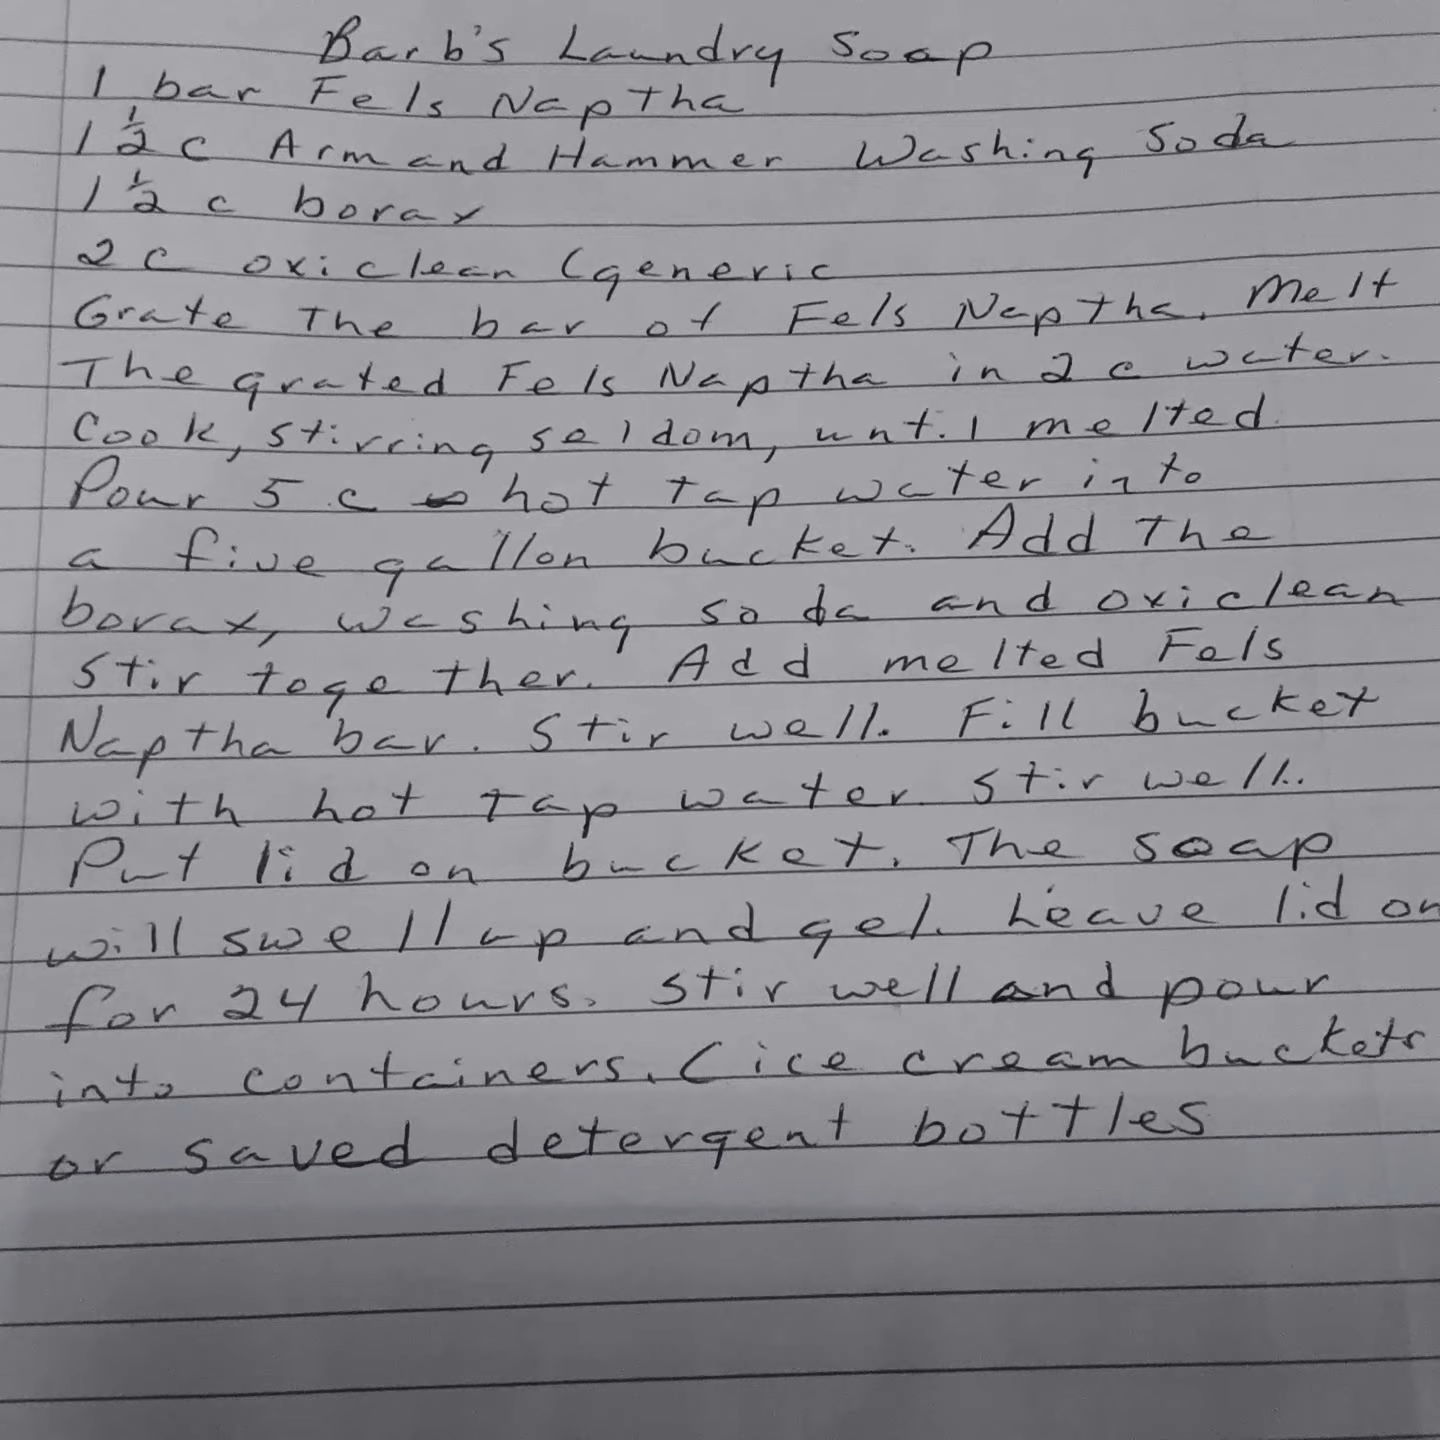 Barb's Laundry Soap
1 bar Fels Naptha
1 ½ c Arm and Hammer Washing Soda
1 ½ c borax
2 c oxiclean (generic
Grate The bar of Fels Naptha. Melt
The grated Fels Naptha in 2 c water.
Cook, stirring seldom, until melted.
Pour 5 c hot tap water into
a five gallon bucket. Add The
borax, washing soda and oxiclean
Stir together. Add melted Fels
Naptha bar. Stir well. Fill bucket
with hot tap water. Stir well.
Put lid on bucket. The soap
will swell up and gel. Leave lid on
for 24 hours. Stir well and pour
into containers. (ice cream buckets
or saved detergent bottles